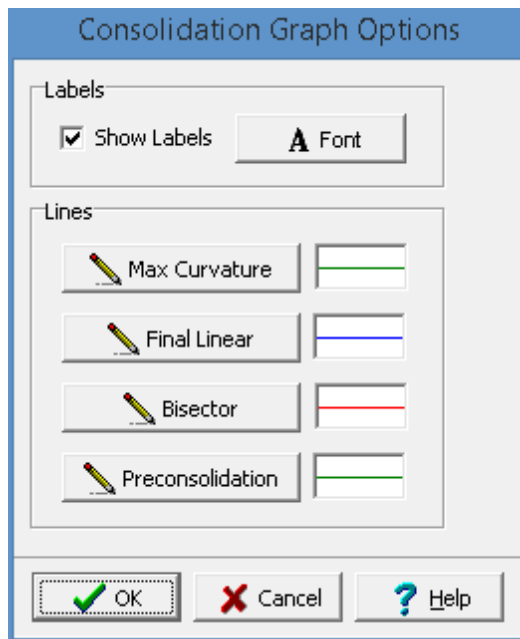 Consolidation Graph Options
Labels
Show Labels
A Font
Lines
Max Curvature
Final Linear
Bisector
Preconsolidation
OK
Cancel
? Help